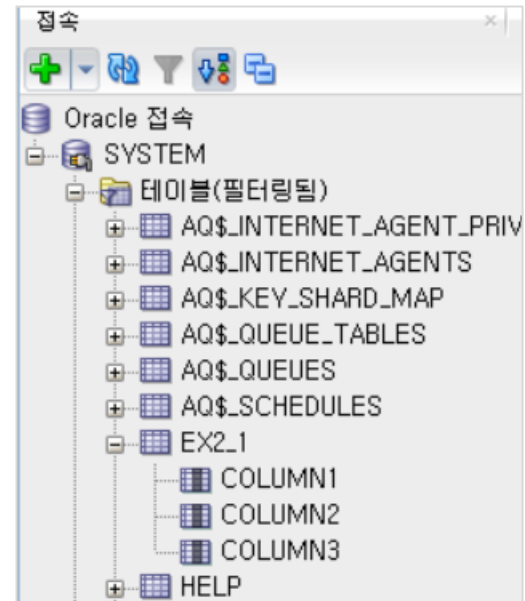 접속
Oracle 접속
SYSTEM
테이블(필터링됨)
AQ$_INTERNET_AGENT_PRIV
AQ$_INTERNET_AGENTS
AQ$_KEY_SHARD_MAP
AQ$_QUEUE_TABLES
AQ$_QUEUES
AQ$_SCHEDULES
EX2_1
COLUMN1
COLUMN2
COLUMN3
HELP